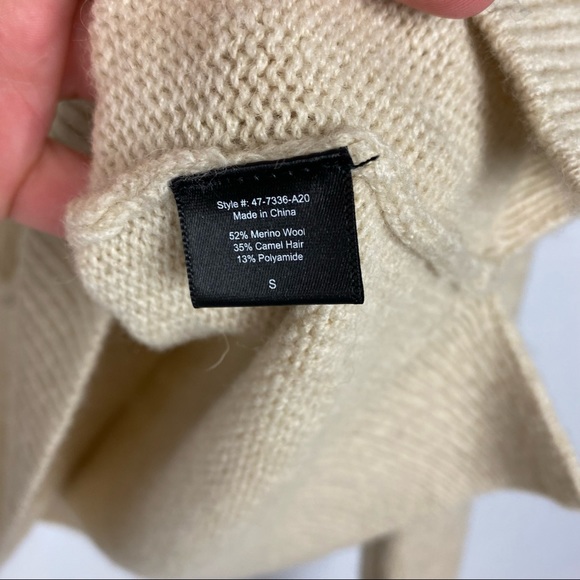 Style #: 47-7336-A20
Made in China
52% Merino Wool
35% Camel Hair
13% Polyamide
S